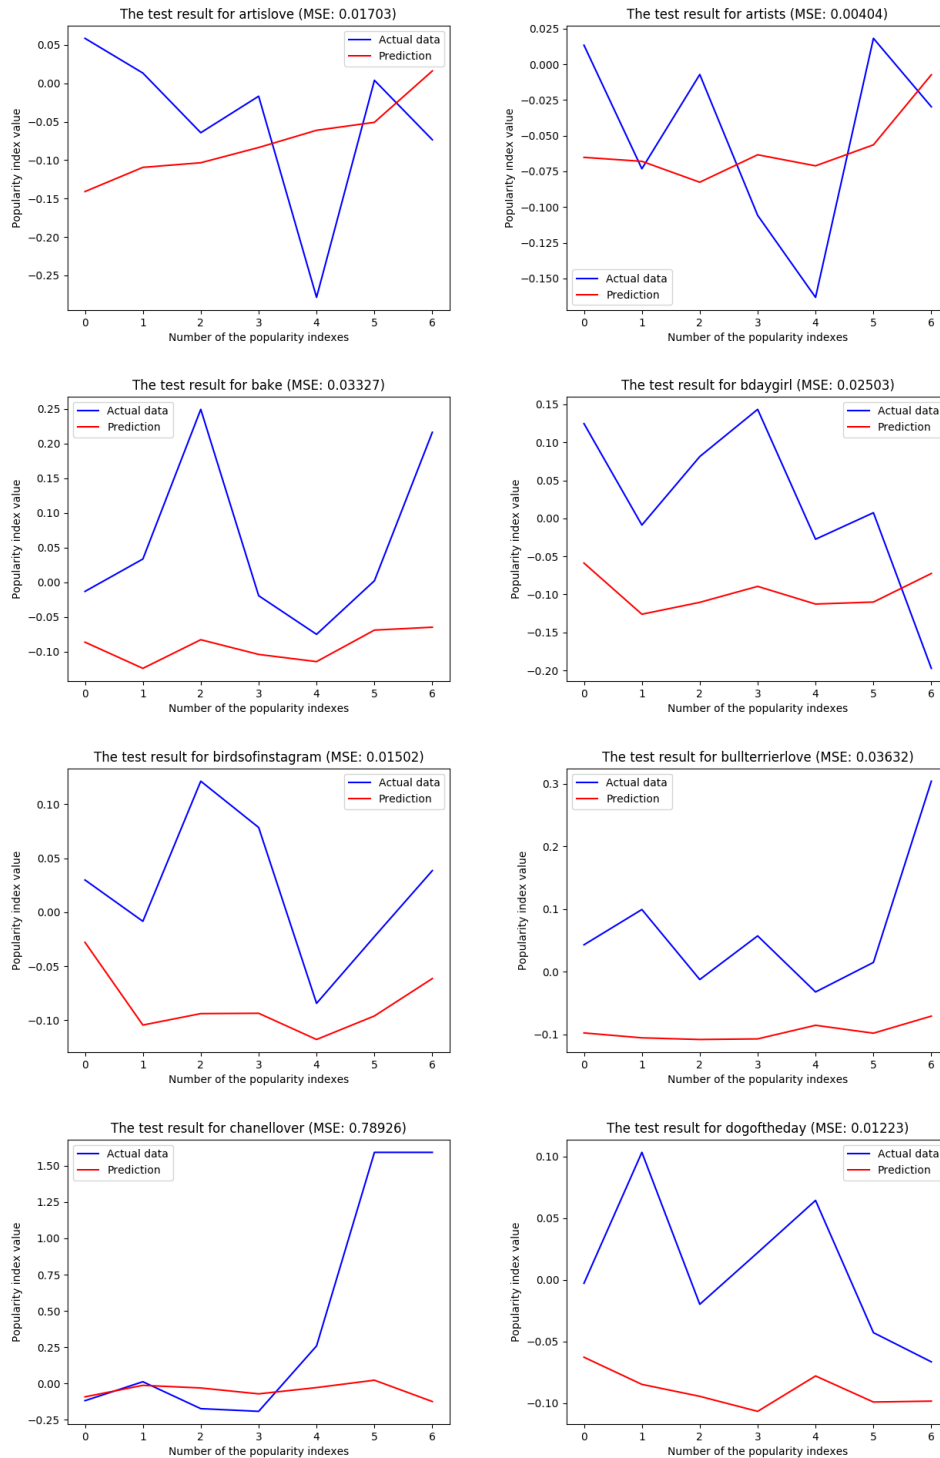 The test result for artislove (MSE: 0.01703)
Actual data
Prediction
Popularity index value
0.05
0.00
−0.05
−0.10
−0.15
−0.20
−0.25
0 1 2 3 4 5 6
Number of the popularity indexes
The test result for artists (MSE: 0.00404)
Actual data
Prediction
Popularity index value
0.025
0.000
−0.025
−0.050
−0.075
−0.100
−0.125
−0.150
0 1 2 3 4 5 6
Number of the popularity indexes
The test result for bake (MSE: 0.03327)
Actual data
Prediction
Popularity index value
0.25
0.20
0.15
0.10
0.05
0.00
−0.05
−0.10
0 1 2 3 4 5 6
Number of the popularity indexes
The test result for bdaygirl (MSE: 0.02503)
Actual data
Prediction
Popularity index value
0.15
0.10
0.05
0.00
−0.05
−0.10
−0.15
−0.20
0 1 2 3 4 5 6
Number of the popularity indexes
The test result for birdsofinstagram (MSE: 0.01502)
Actual data
Prediction
Popularity index value
0.10
0.05
0.00
−0.05
−0.10
0 1 2 3 4 5 6
Number of the popularity indexes
The test result for bullterrierlove (MSE: 0.03632)
Actual data
Prediction
Popularity index value
0.3
0.2
0.1
0.0
−0.1
0 1 2 3 4 5 6
Number of the popularity indexes
The test result for chanellover (MSE: 0.78926)
Actual data
Prediction
Popularity index value
1.50
1.25
1.00
0.75
0.50
0.25
0.00
−0.25
0 1 2 3 4 5 6
Number of the popularity indexes
The test result for dogoftheday (MSE: 0.01223)
Actual data
Prediction
Popularity index value
0.10
0.05
0.00
−0.05
−0.10
0 1 2 3 4 5 6
Number of the popularity indexes